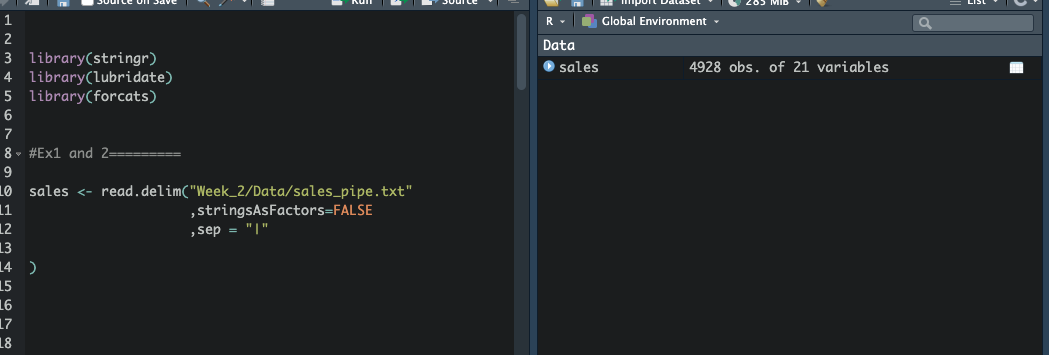 Source on Save
Run
Source
1
2
3 library(stringr)
4 library(lubridate)
5 library(forcats)
6
7
8 #Ex1 and 2=========
9
10 sales <- read.delim("Week_2/Data/sales_pipe.txt"
11 ,stringsAsFactors=FALSE
12 ,sep = "|"
13
14 )
15
16
17
18
Import Dataset
285 MiB
List
R
Global Environment
Data
sales 4928 obs. of 21 variables